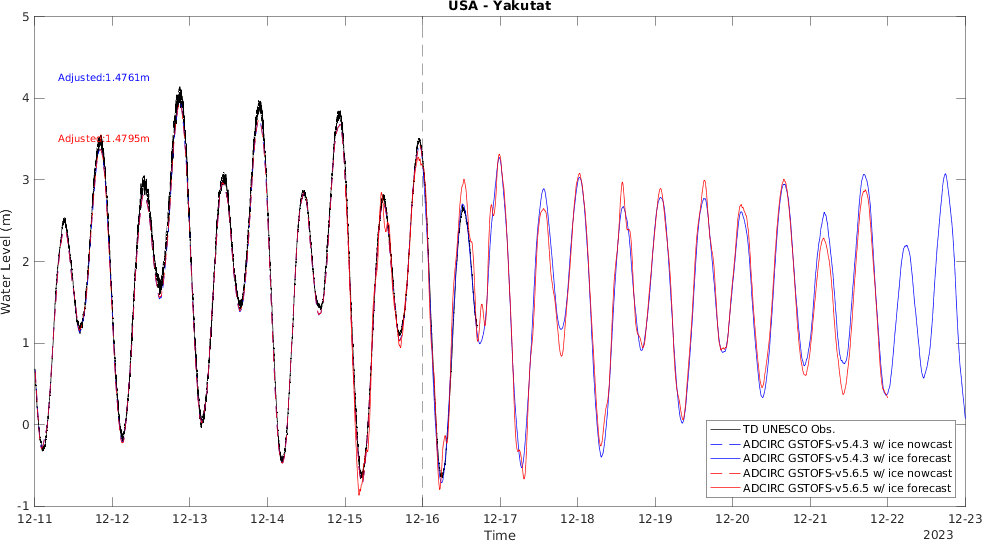 USA - Yakutat
5
4
3
2
1
0
-1
Water Level (m)
Adjusted:1.4761m
Adjusted:1.4795m
TD UNESCO Obs.
ADCIRC GSTOFS-v5.4.3 w/ ice nowcast
ADCIRC GSTOFS-v5.4.3 w/ ice forecast
ADCIRC GSTOFS-v5.6.5 w/ ice nowcast
ADCIRC GSTOFS-v5.6.5 w/ ice forecast
12-11 12-12 12-13 12-14 12-15 12-16 12-17 12-18 12-19 12-20 12-21 12-22 12-23
Time
2023